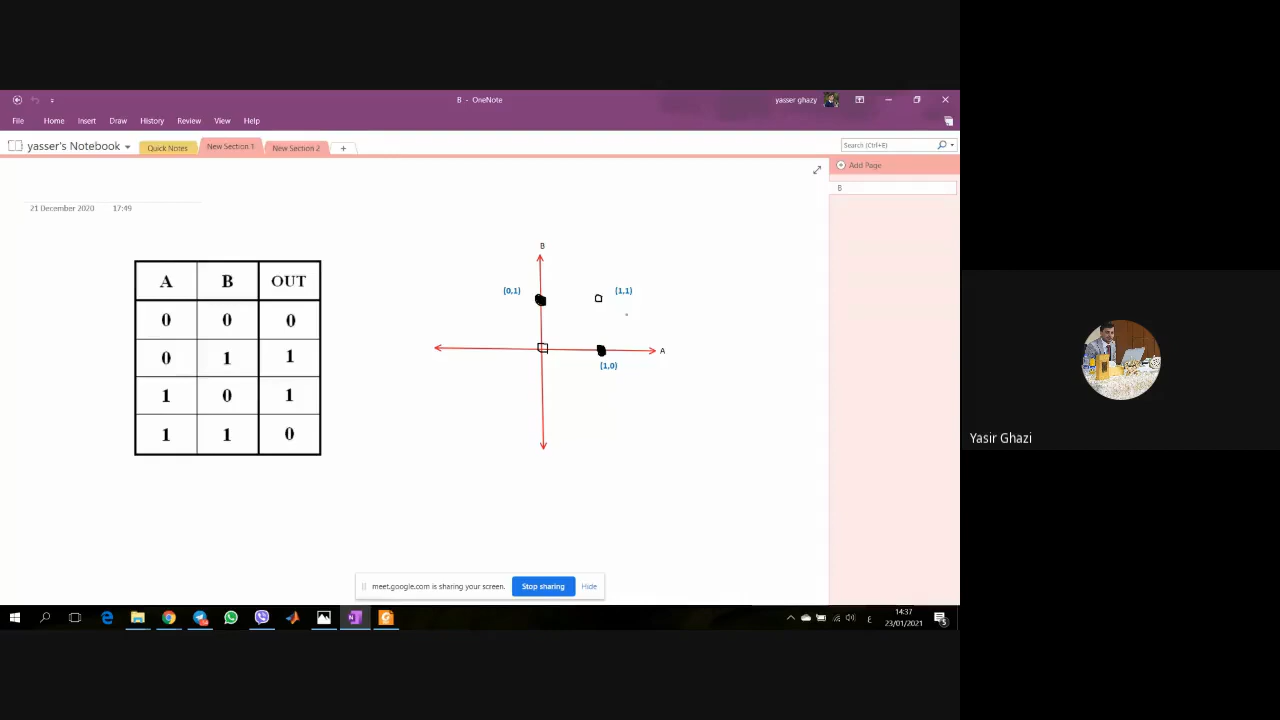 B - OneNote
yasser ghazy
File Home Insert Draw History Review View Help
yasser's Notebook
Quick Notes
New Section 1
New Section 2
+
Search (Ctrl+E)
Add Page
B
21 December 2020 17:49
A B OUT
0 0 0
0 1 1
1 0 1
1 1 0
B
(0,1)
(1,1)
A
(1,0)
Yasir Ghazi
meet.google.com is sharing your screen.
Stop sharing
Hide
14:37
23/01/2021
5